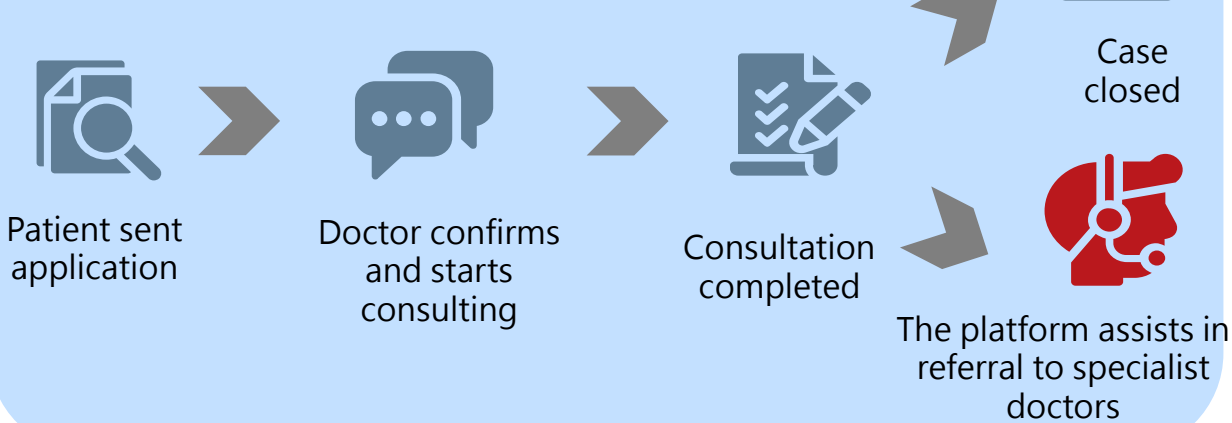 Patient sent
application
Doctor confirms
and starts
consulting
Consultation
completed
Case
closed
The platform assists in
referral to specialist
doctors